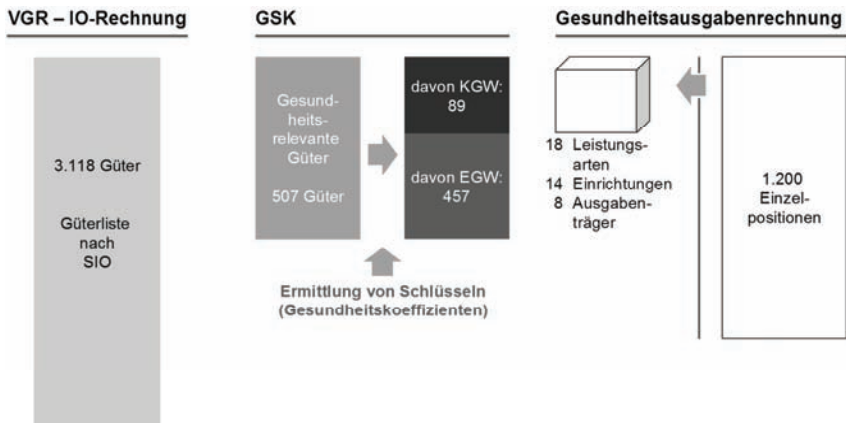 VGR – IO-Rechnung
3.118 Güter
Güterliste
nach
SIO
GSK
Gesund-
heits-
relevante
Güter
507 Güter
davon KGW:
89
davon EGW:
457
Ermittlung von Schlüsseln
(Gesundheitskoeffizienten)
Gesundheitsausgabenrechnung
18 Leistungs-
arten
14 Einrichtungen
8 Ausgaben-
träger
1.200
Einzel-
positionen